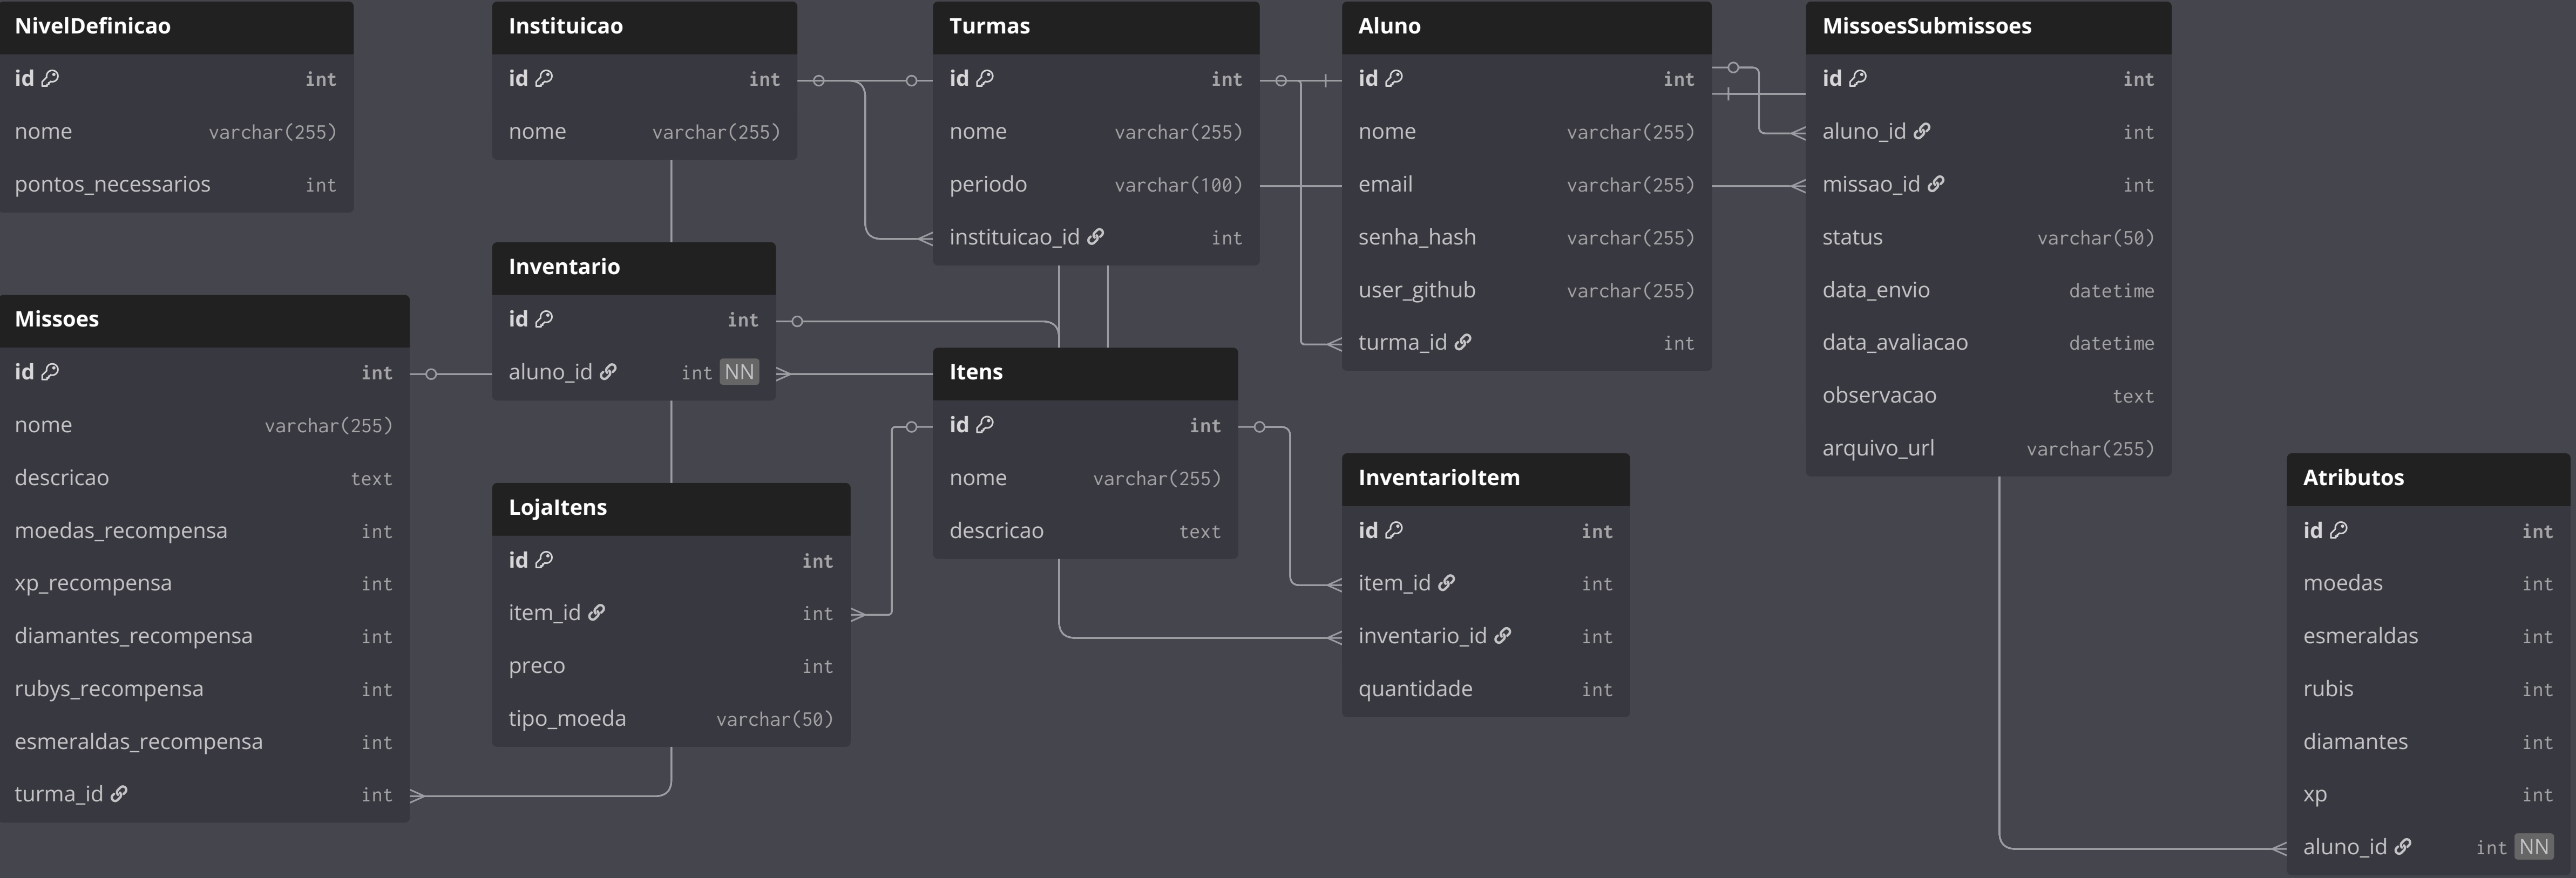 NivelDefinicao
id int
nome varchar(255)
pontos_necessarios int
Instituicao
id int
nome varchar(255)
Turmas
id int
nome varchar(255)
periodo varchar(100)
instituicao_id int
Aluno
id int
nome varchar(255)
email varchar(255)
senha_hash varchar(255)
user_github varchar(255)
turma_id int
MissoesSubmissoes
id int
aluno_id int
missao_id int
status varchar(50)
data_envio datetime
data_avaliacao datetime
observacao text
arquivo_url varchar(255)
Missoes
id int
nome varchar(255)
descricao text
moedas_recompensa int
xp_recompensa int
diamantes_recompensa int
rubys_recompensa int
esmeraldas_recompensa int
turma_id int
Inventario
id int
aluno_id int NN
LojaItens
id int
item_id int
preco int
tipo_moeda varchar(50)
Itens
id int
nome varchar(255)
descricao text
InventarioItem
id int
item_id int
inventario_id int
quantidade int
Atributos
id int
moedas int
esmeraldas int
rubis int
diamantes int
xp int
aluno_id int NN